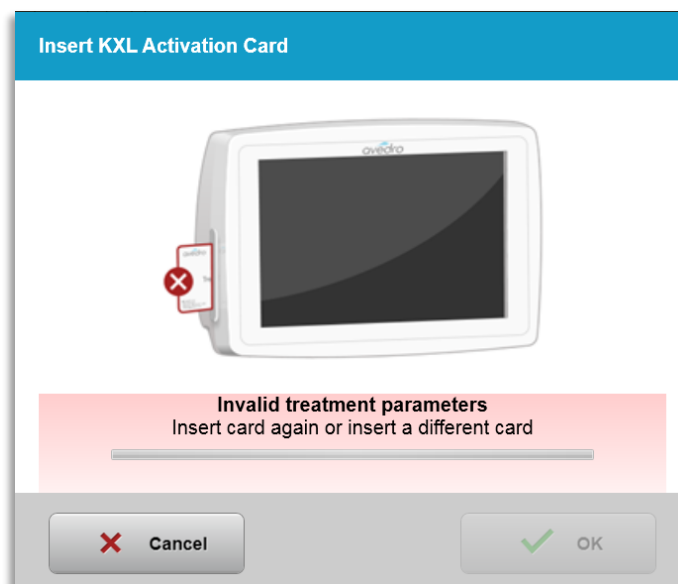 Insert KXL Activation Card
avedro
avedro
Invalid treatment parameters
Insert card again or insert a different card
Cancel
OK